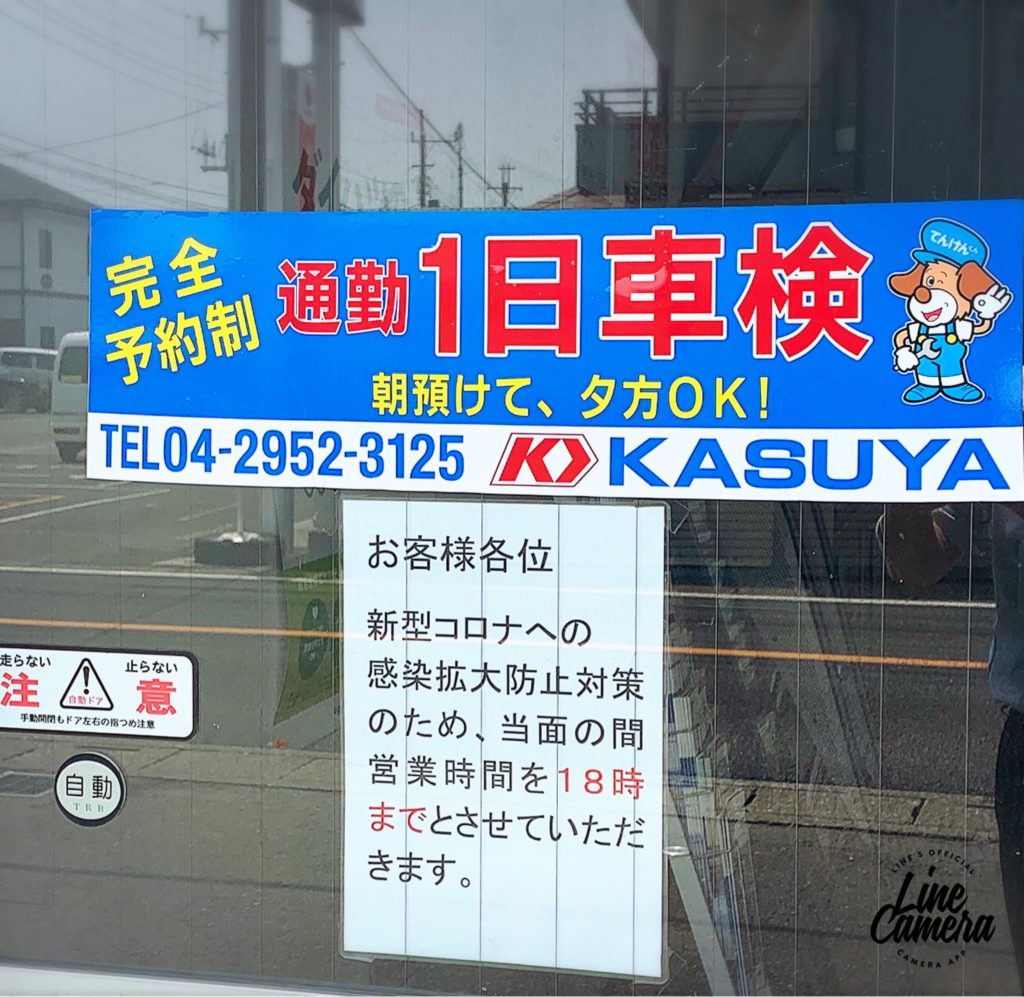 完全
予約制
通勤1日車検
てんけんくん
朝預けて、夕方OK!
TEL04-2952-3125
KASUYA
お客様各位
新型コロナへの
感染拡大防止対策
のため、当面の間
営業時間を18時
までとさせていただ
きます。
走らない
止らない
注
意
自動ドア
手動開閉もドア左右の指つめ注意
自動
TRB
LINE'S OFFICIAL
Line
Camera
CAMERA APP